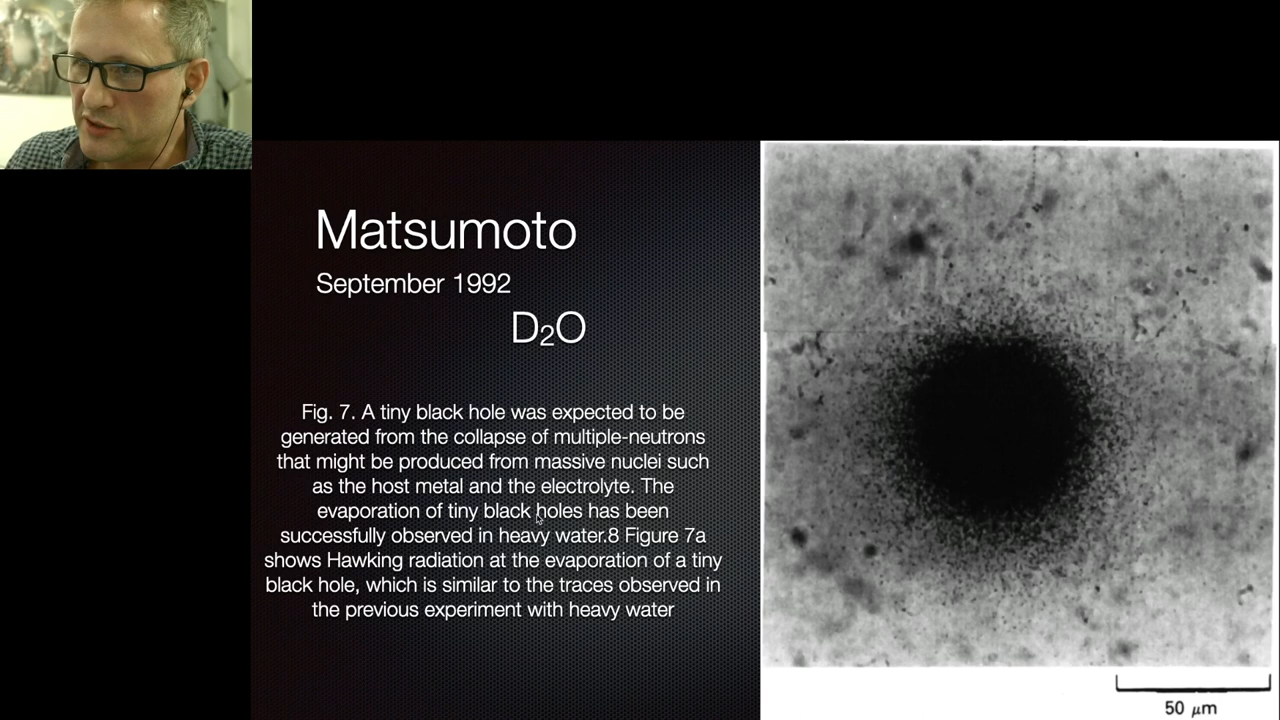 Matsumoto
September 1992
D₂O
Fig. 7. A tiny black hole was expected to be
generated from the collapse of multiple-neutrons
that might be produced from massive nuclei such
as the host metal and the electrolyte. The
evaporation of tiny black holes has been
successfully observed in heavy water.8 Figure 7a
shows Hawking radiation at the evaporation of a tiny
black hole, which is similar to the traces observed in
the previous experiment with heavy water
50 μm